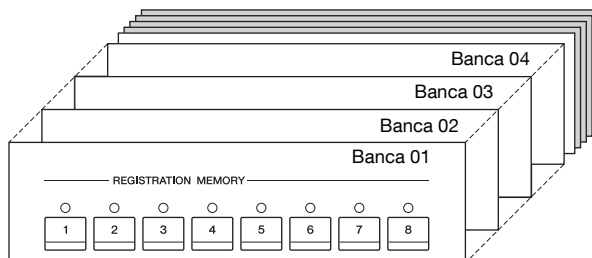 Banca 04
Banca 03
Banca 02
Banca 01
REGISTRATION MEMORY
1 2 3 4 5 6 7 8